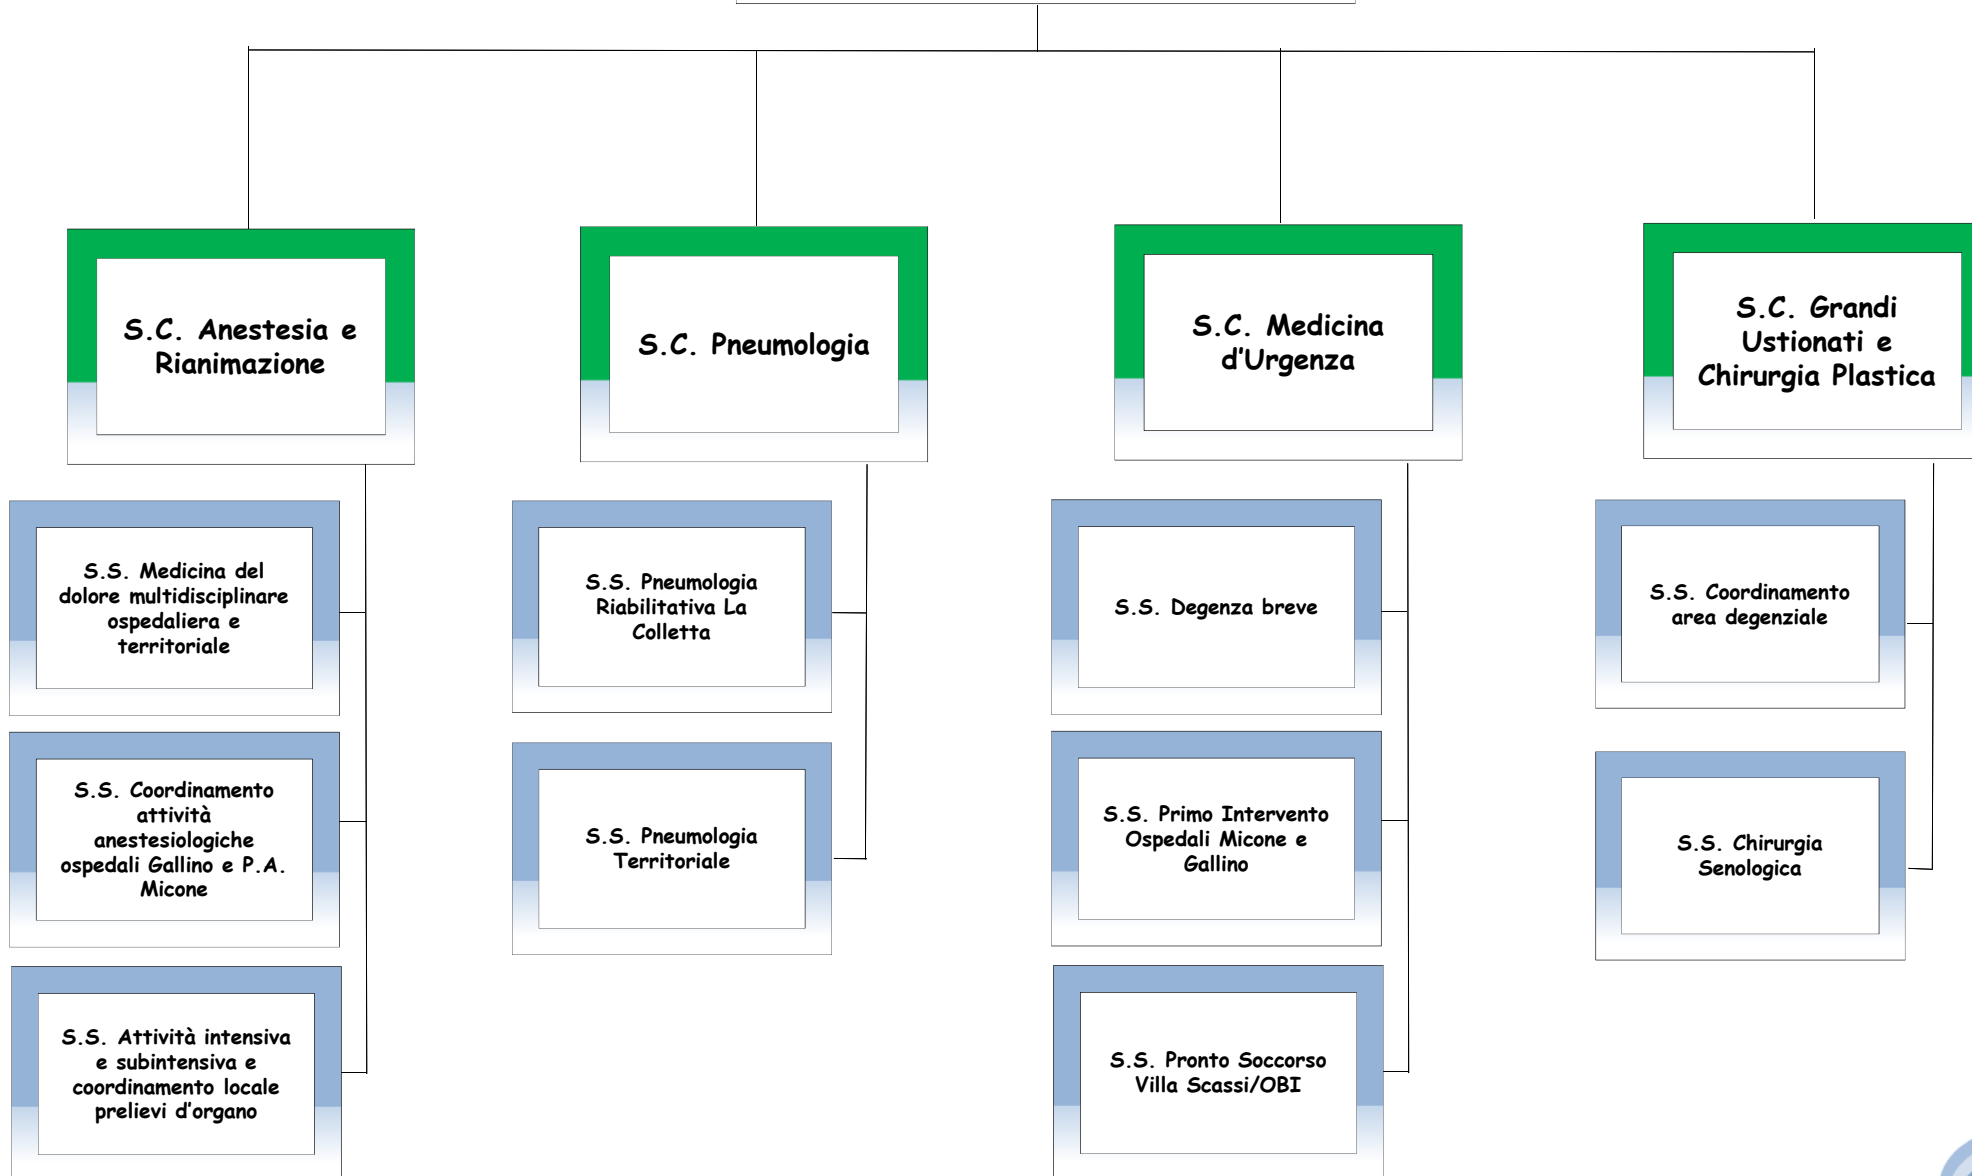 S.C. Anestesia e
Rianimazione
S.C. Pneumologia
S.C. Medicina
d'Urgenza
S.C. Grandi
Ustionati e
Chirurgia Plastica
S.S. Medicina del
dolore multidisciplinare
ospedaliera e
territoriale
S.S. Pneumologia
Riabilitativa La
Colletta
S.S. Degenza breve
S.S. Coordinamento
area degenziale
S.S. Coordinamento
attività
anestesiologiche
ospedali Gallino e P.A.
Micone
S.S. Pneumologia
Territoriale
S.S. Primo Intervento
Ospedali Micone e
Gallino
S.S. Chirurgia
Senologica
S.S. Attività intensiva
e subintensiva e
coordinamento locale
prelievi d'organo
S.S. Pronto Soccorso
Villa Scassi/OBI